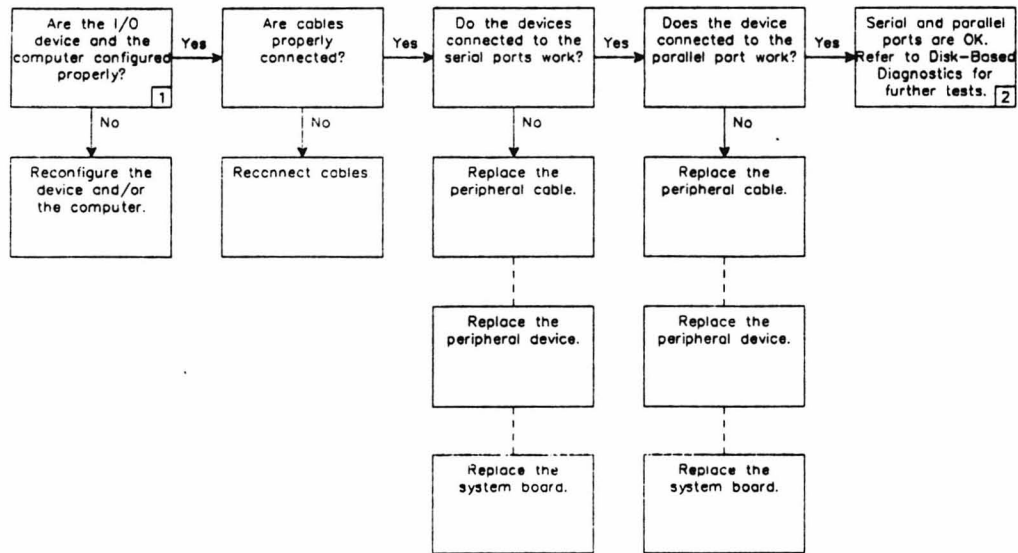 Are the I/O
device and the
computer configured
properly?
1
Yes
Are cables
properly
connected?
Yes
Do the devices
connected to the
serial ports work?
Yes
Does the device
connected to the
parallel port work?
Yes
Serial and parallel
ports are OK.
Refer to Disk-Based
Diagnostics for
further tests.
2
No
No
No
No
Reconfigure the
device and/or
the computer.
Reconnect cables
Replace the
peripheral cable.
Replace the
peripheral cable.
Replace the
peripheral device.
Replace the
peripheral device.
Replace the
system board.
Replace the
system board.